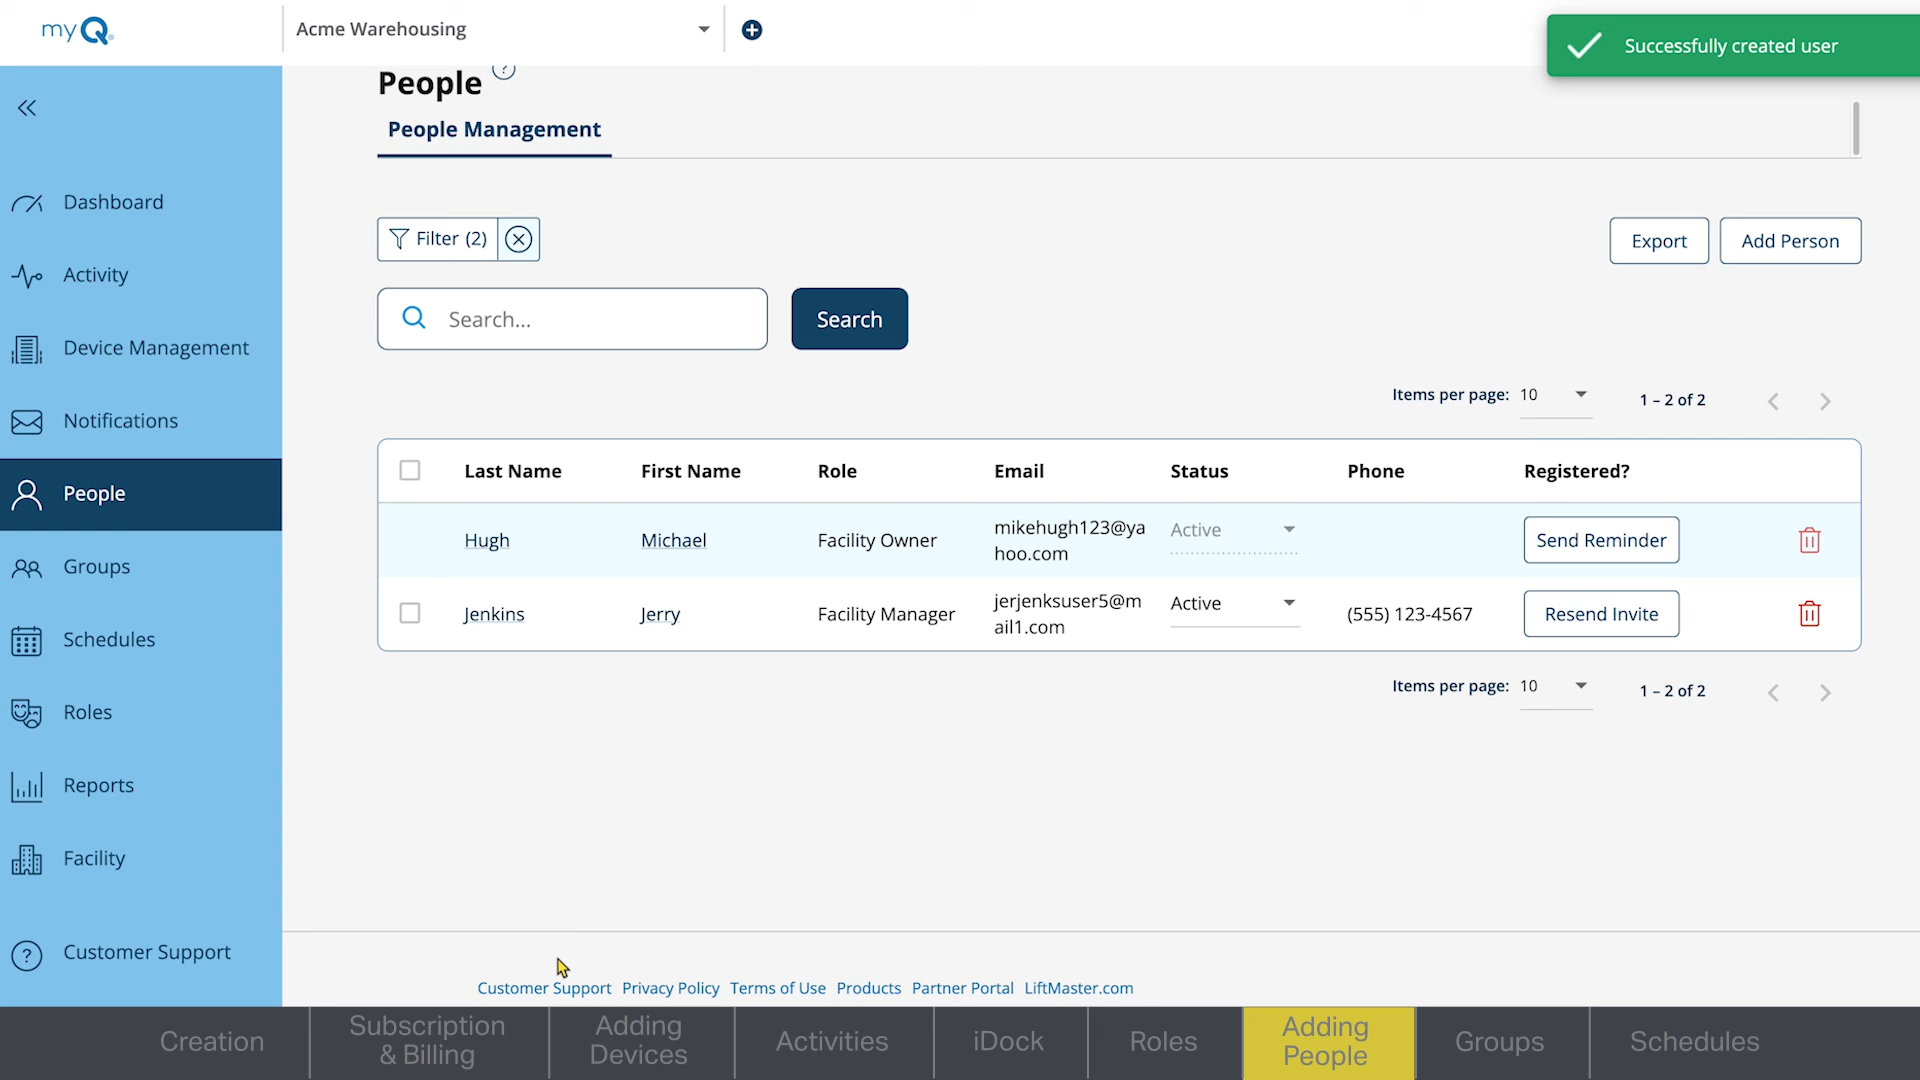 myQ
Acme Warehousing
Successfully created user
People ?
People Management
Dashboard
Activity
Device Management
Notifications
People
Groups
Schedules
Roles
Reports
Facility
? Customer Support
Filter (2)
Export
Add Person
Search...
Search
Items per page: 10
1 – 2 of 2
Last Name First Name Role Email Status Phone Registered?
Hugh Michael Facility Owner mikehugh123@ya
hoo.com
Active
Send Reminder
Jenkins Jerry Facility Manager jerjenksuser5@m
ail1.com
Active
(555) 123-4567
Resend Invite
Items per page: 10
1 – 2 of 2
Customer Support Privacy Policy Terms of Use Products Partner Portal LiftMaster.com
Creation
Subscription
& Billing
Adding
Devices
Activities
iDock
Roles
Adding
People
Groups
Schedules